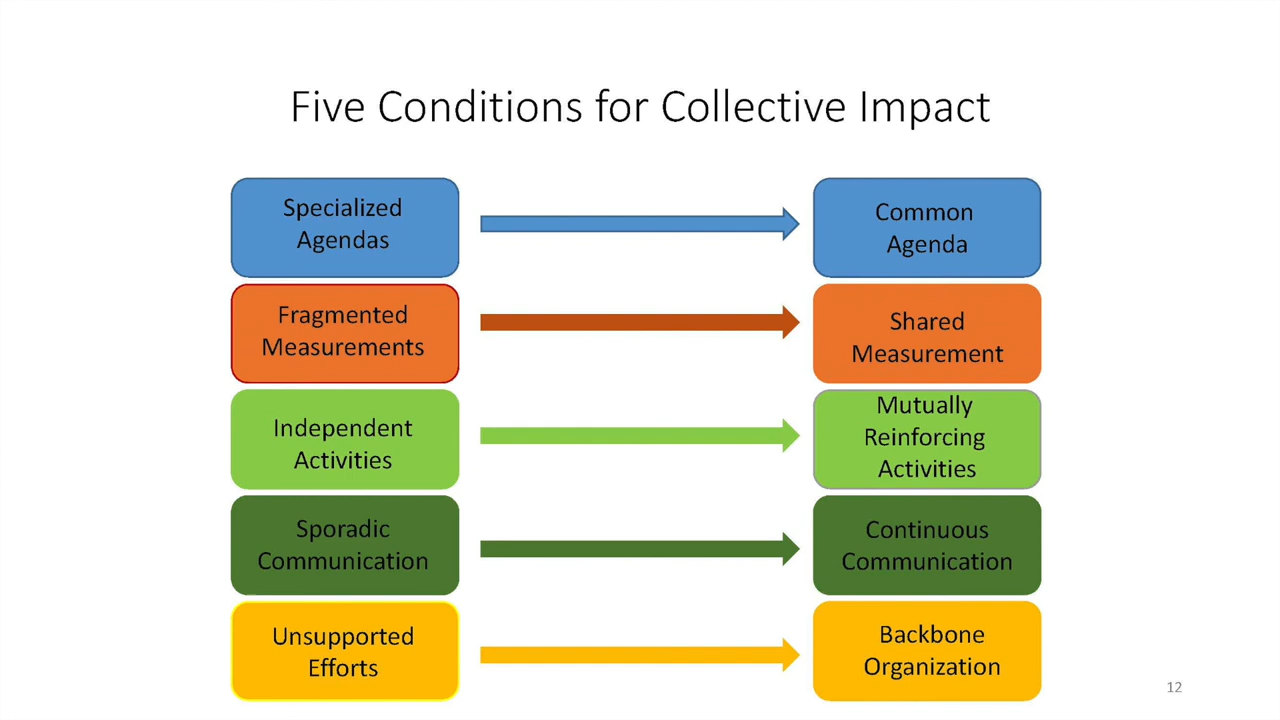 Five Conditions for Collective Impact
Specialized
Agendas
Common
Agenda
Fragmented
Measurements
Shared
Measurement
Independent
Activities
Mutually
Reinforcing
Activities
Sporadic
Communication
Continuous
Communication
Unsupported
Efforts
Backbone
Organization
12